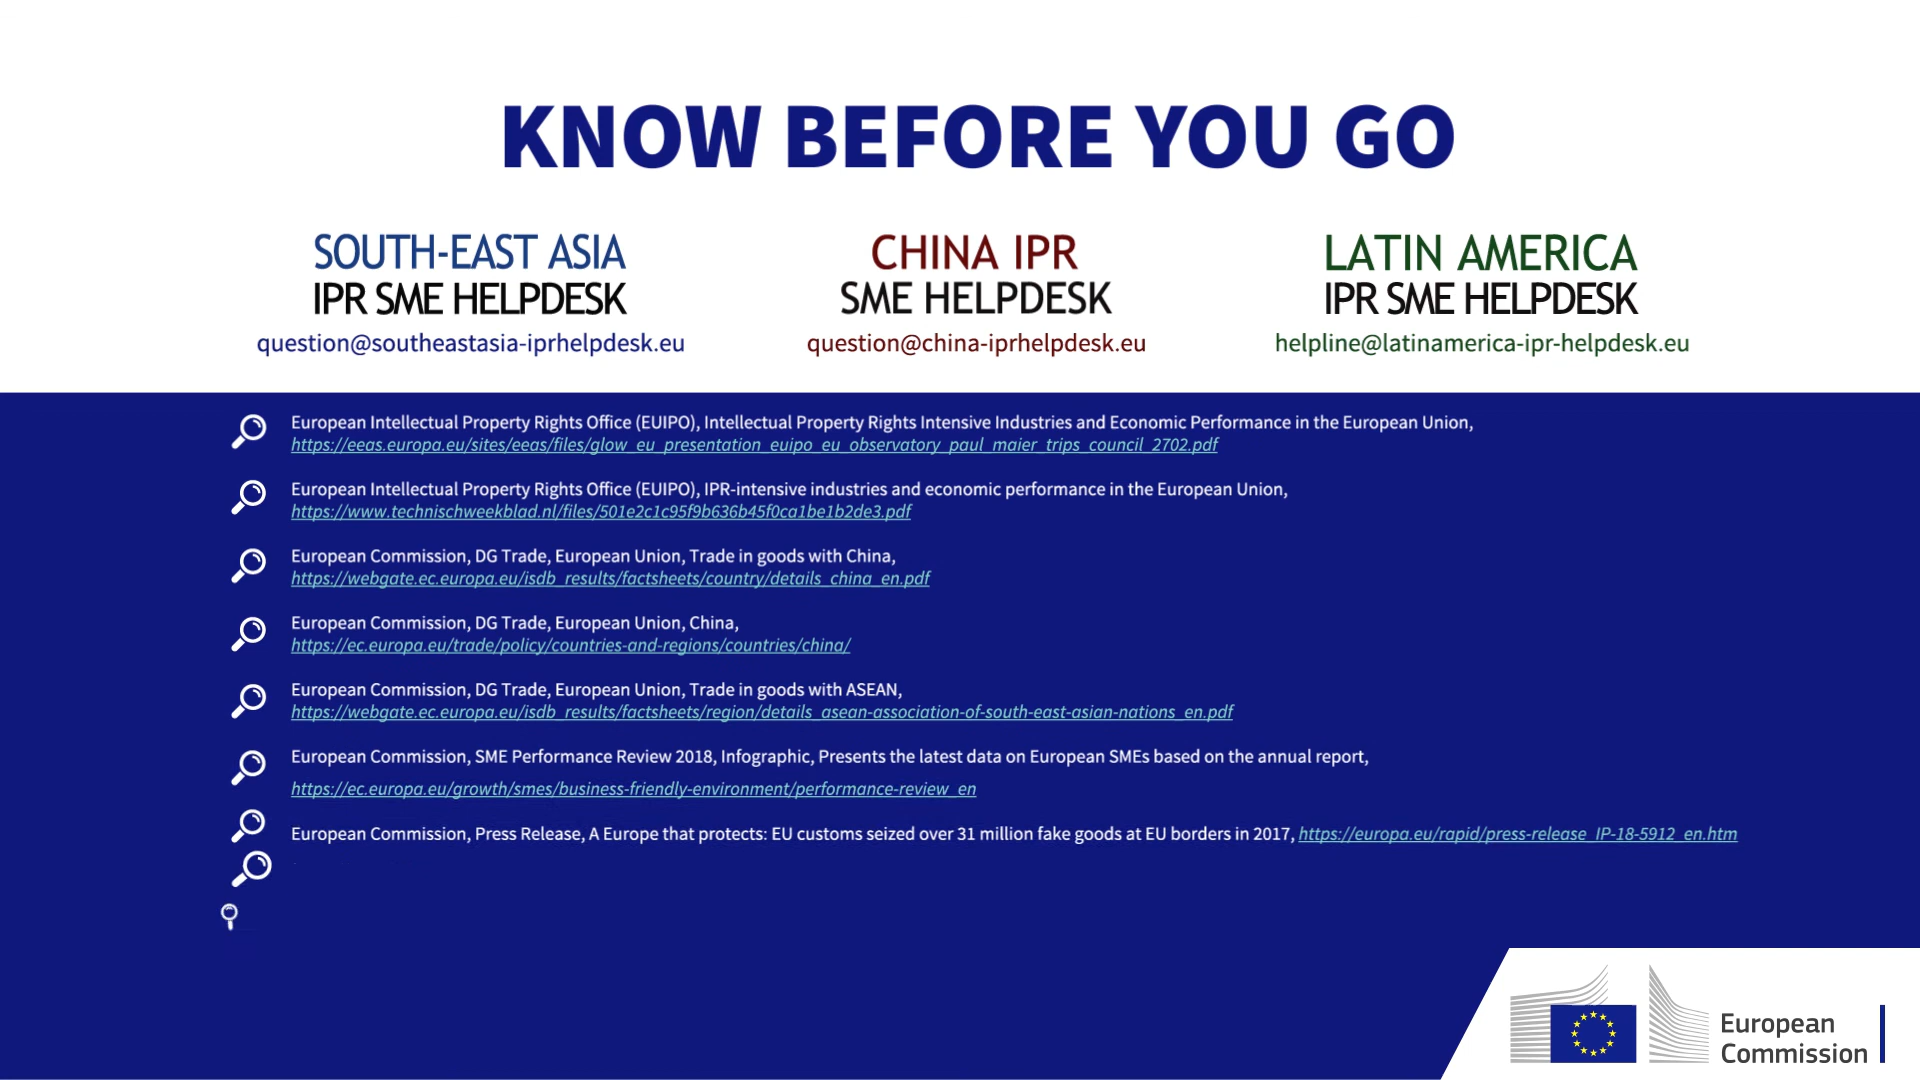 KNOW BEFORE YOU GO
SOUTH-EAST ASIA
IPR SME HELPDESK
question@southeastasia-iprhelpdesk.eu
CHINA IPR
SME HELPDESK
question@china-iprhelpdesk.eu
LATIN AMERICA
IPR SME HELPDESK
helpline@latinamerica-ipr-helpdesk.eu
European Intellectual Property Rights Office (EUIPO), Intellectual Property Rights Intensive Industries and Economic Performance in the European Union,
https://eeas.europa.eu/sites/eeas/files/glow_eu_presentation_euipo_eu_observatory_paul_maier_trips_council_2702.pdf
European Intellectual Property Rights Office (EUIPO), IPR-intensive industries and economic performance in the European Union,
https://www.technischweekblad.nl/files/501e2c1c95f9b636b45f0ca1be1b2de3.pdf
European Commission, DG Trade, European Union, Trade in goods with China,
https://webgate.ec.europa.eu/isdb_results/factsheets/country/details_china_en.pdf
European Commission, DG Trade, European Union, China,
https://ec.europa.eu/trade/policy/countries-and-regions/countries/china/
European Commission, DG Trade, European Union, Trade in goods with ASEAN,
https://webgate.ec.europa.eu/isdb_results/factsheets/region/details_asean-association-of-south-east-asian-nations_en.pdf
European Commission, SME Performance Review 2018, Infographic, Presents the latest data on European SMEs based on the annual report,
https://ec.europa.eu/growth/smes/business-friendly-environment/performance-review_en
European Commission, Press Release, A Europe that protects: EU customs seized over 31 million fake goods at EU borders in 2017, https://europa.eu/rapid/press-release_IP-18-5912_en.htm
European
Commission